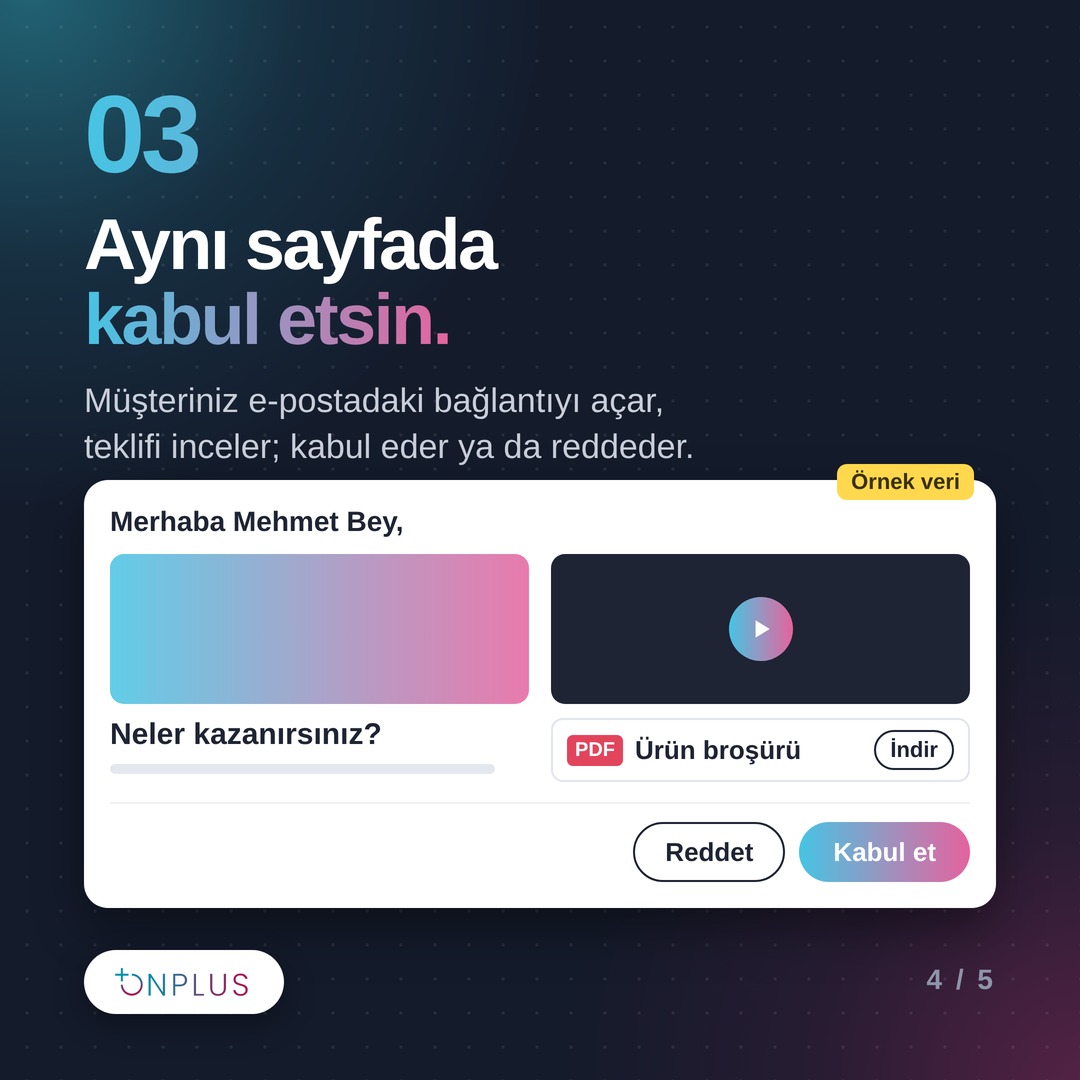 03
Aynı sayfada
kabul etsin.
Müşteriniz e-postadaki bağlantıyı açar,
teklifi inceler; kabul eder ya da reddeder.
Örnek veri
Merhaba Mehmet Bey,
Neler kazanırsınız?
PDF Ürün broşürü İndir
Reddet Kabul et
ONPLUS
4 / 5